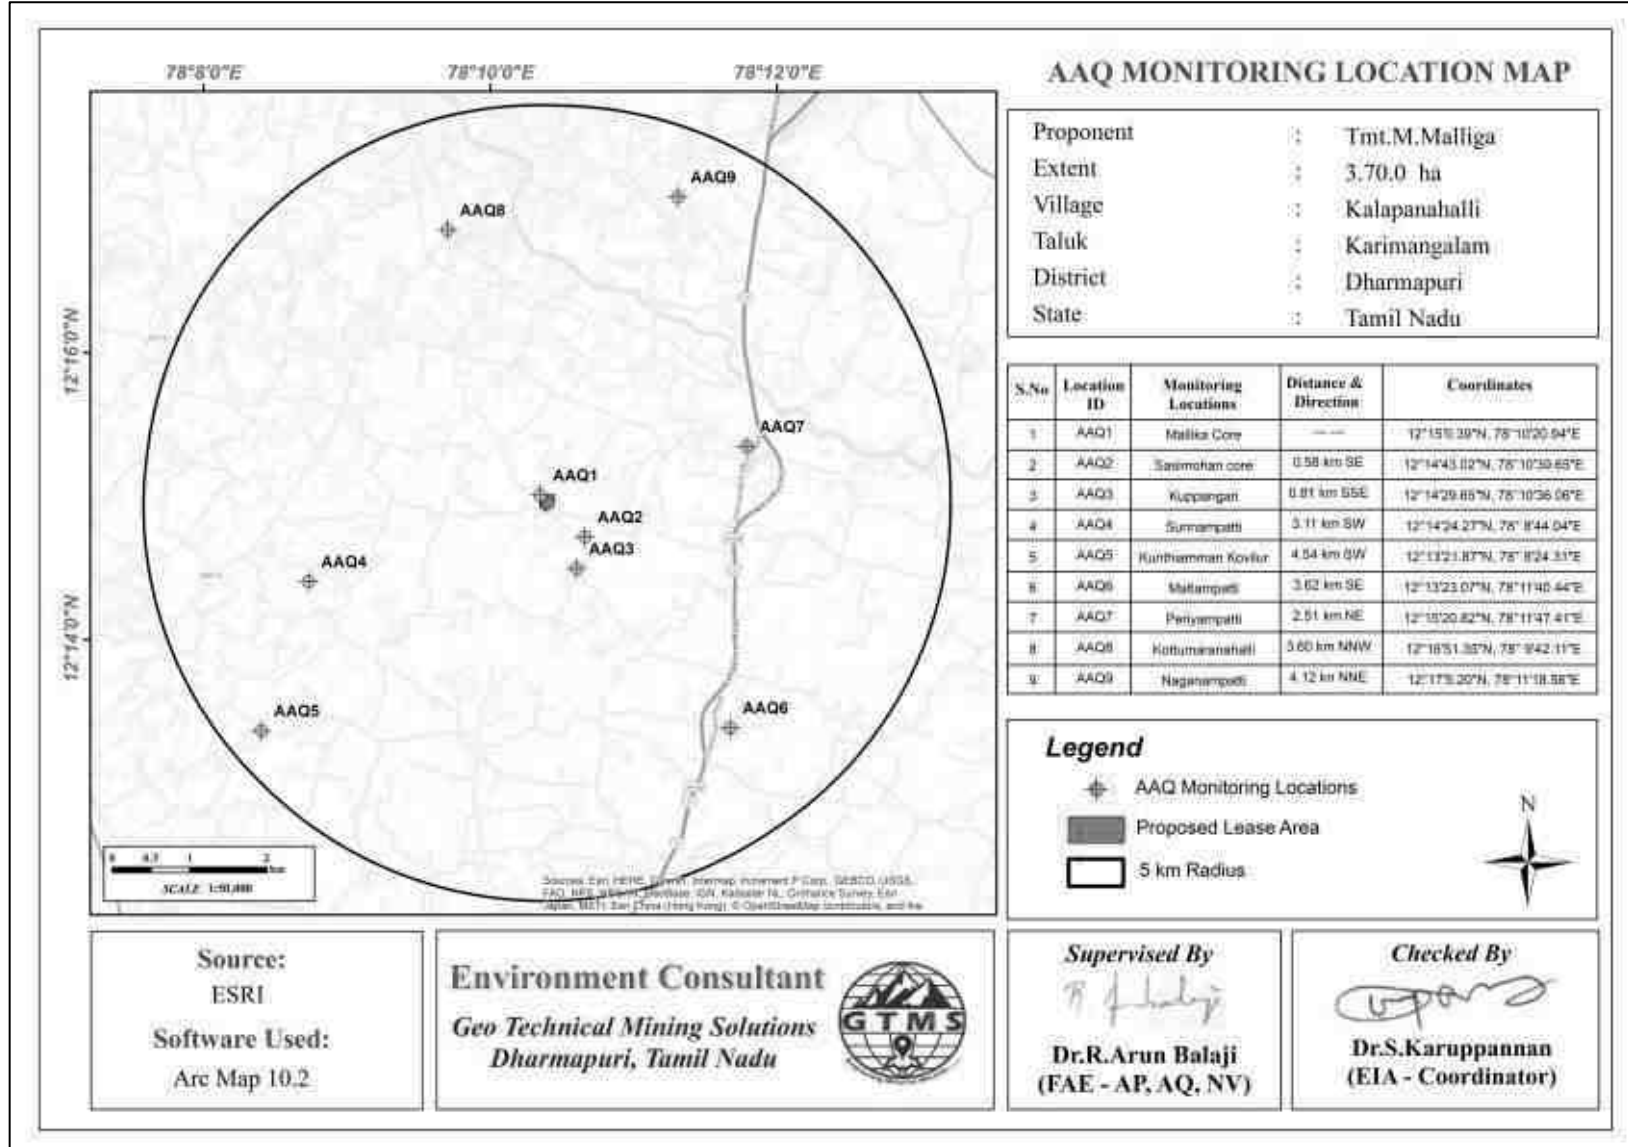 AAQ MONITORING LOCATION MAP
78°8'0"E 78°10'0"E 78°12'0"E
12°16'0"N
12°14'0"N
AAQ9
AAQ8
AAQ7
AAQ1
AAQ2
AAQ3
AAQ4
AAQ5
AAQ6
0 0.5 1 2
km
SCALE 1:50,000
Proponent : Tmt.M.Malliga
Extent : 3.70.0 ha
Village : Kalapanahalli
Taluk : Karimangalam
District : Dharmapuri
State : Tamil Nadu
S.No Location ID Monitoring Locations Distance & Direction Coordinates
1 AAQ1 Mallika Core
2 AAQ2 Sasimohan core 0.58 km SE 12°14'43.02"N, 78°10'39.65"E
3 AAQ3 Kuppangari 0.81 km SSE 12°14'29.65"N, 78°10'36.06"E
4 AAQ4 3.11 km SW 12°14'24.27"N, 78° 8'44.04"E
5 AAQ5 Kunthiamman Kovilur 4.54 km SW 12°13'21.87"N, 78° 8'24.31"E
6 AAQ6 Mallampatti 3.62 km SE 12°13'23.07"N, 78°11'40.44"E
7 AAQ7 Periyampatti 2.51 km NE 12°15'20.82"N, 78°11'47.41"E
8 AAQ8 Kottumaranahalli 3.60 km NNW 12°16'51.35"N, 78° 9'42.11"E
9 AAQ9 Naganampatti 4.12 km NNE 12°17'5.20"N, 78°11'18.58"E
Legend
AAQ Monitoring Locations
Proposed Lease Area
5 km Radius
N
Source:
ESRI
Software Used:
Arc Map 10.2
Environment Consultant
Geo Technical Mining Solutions
Dharmapuri, Tamil Nadu
GTMS
Supervised By
Dr.R.Arun Balaji
(FAE - AP, AQ, NV)
Checked By
Dr.S.Karuppannan
(EIA - Coordinator)